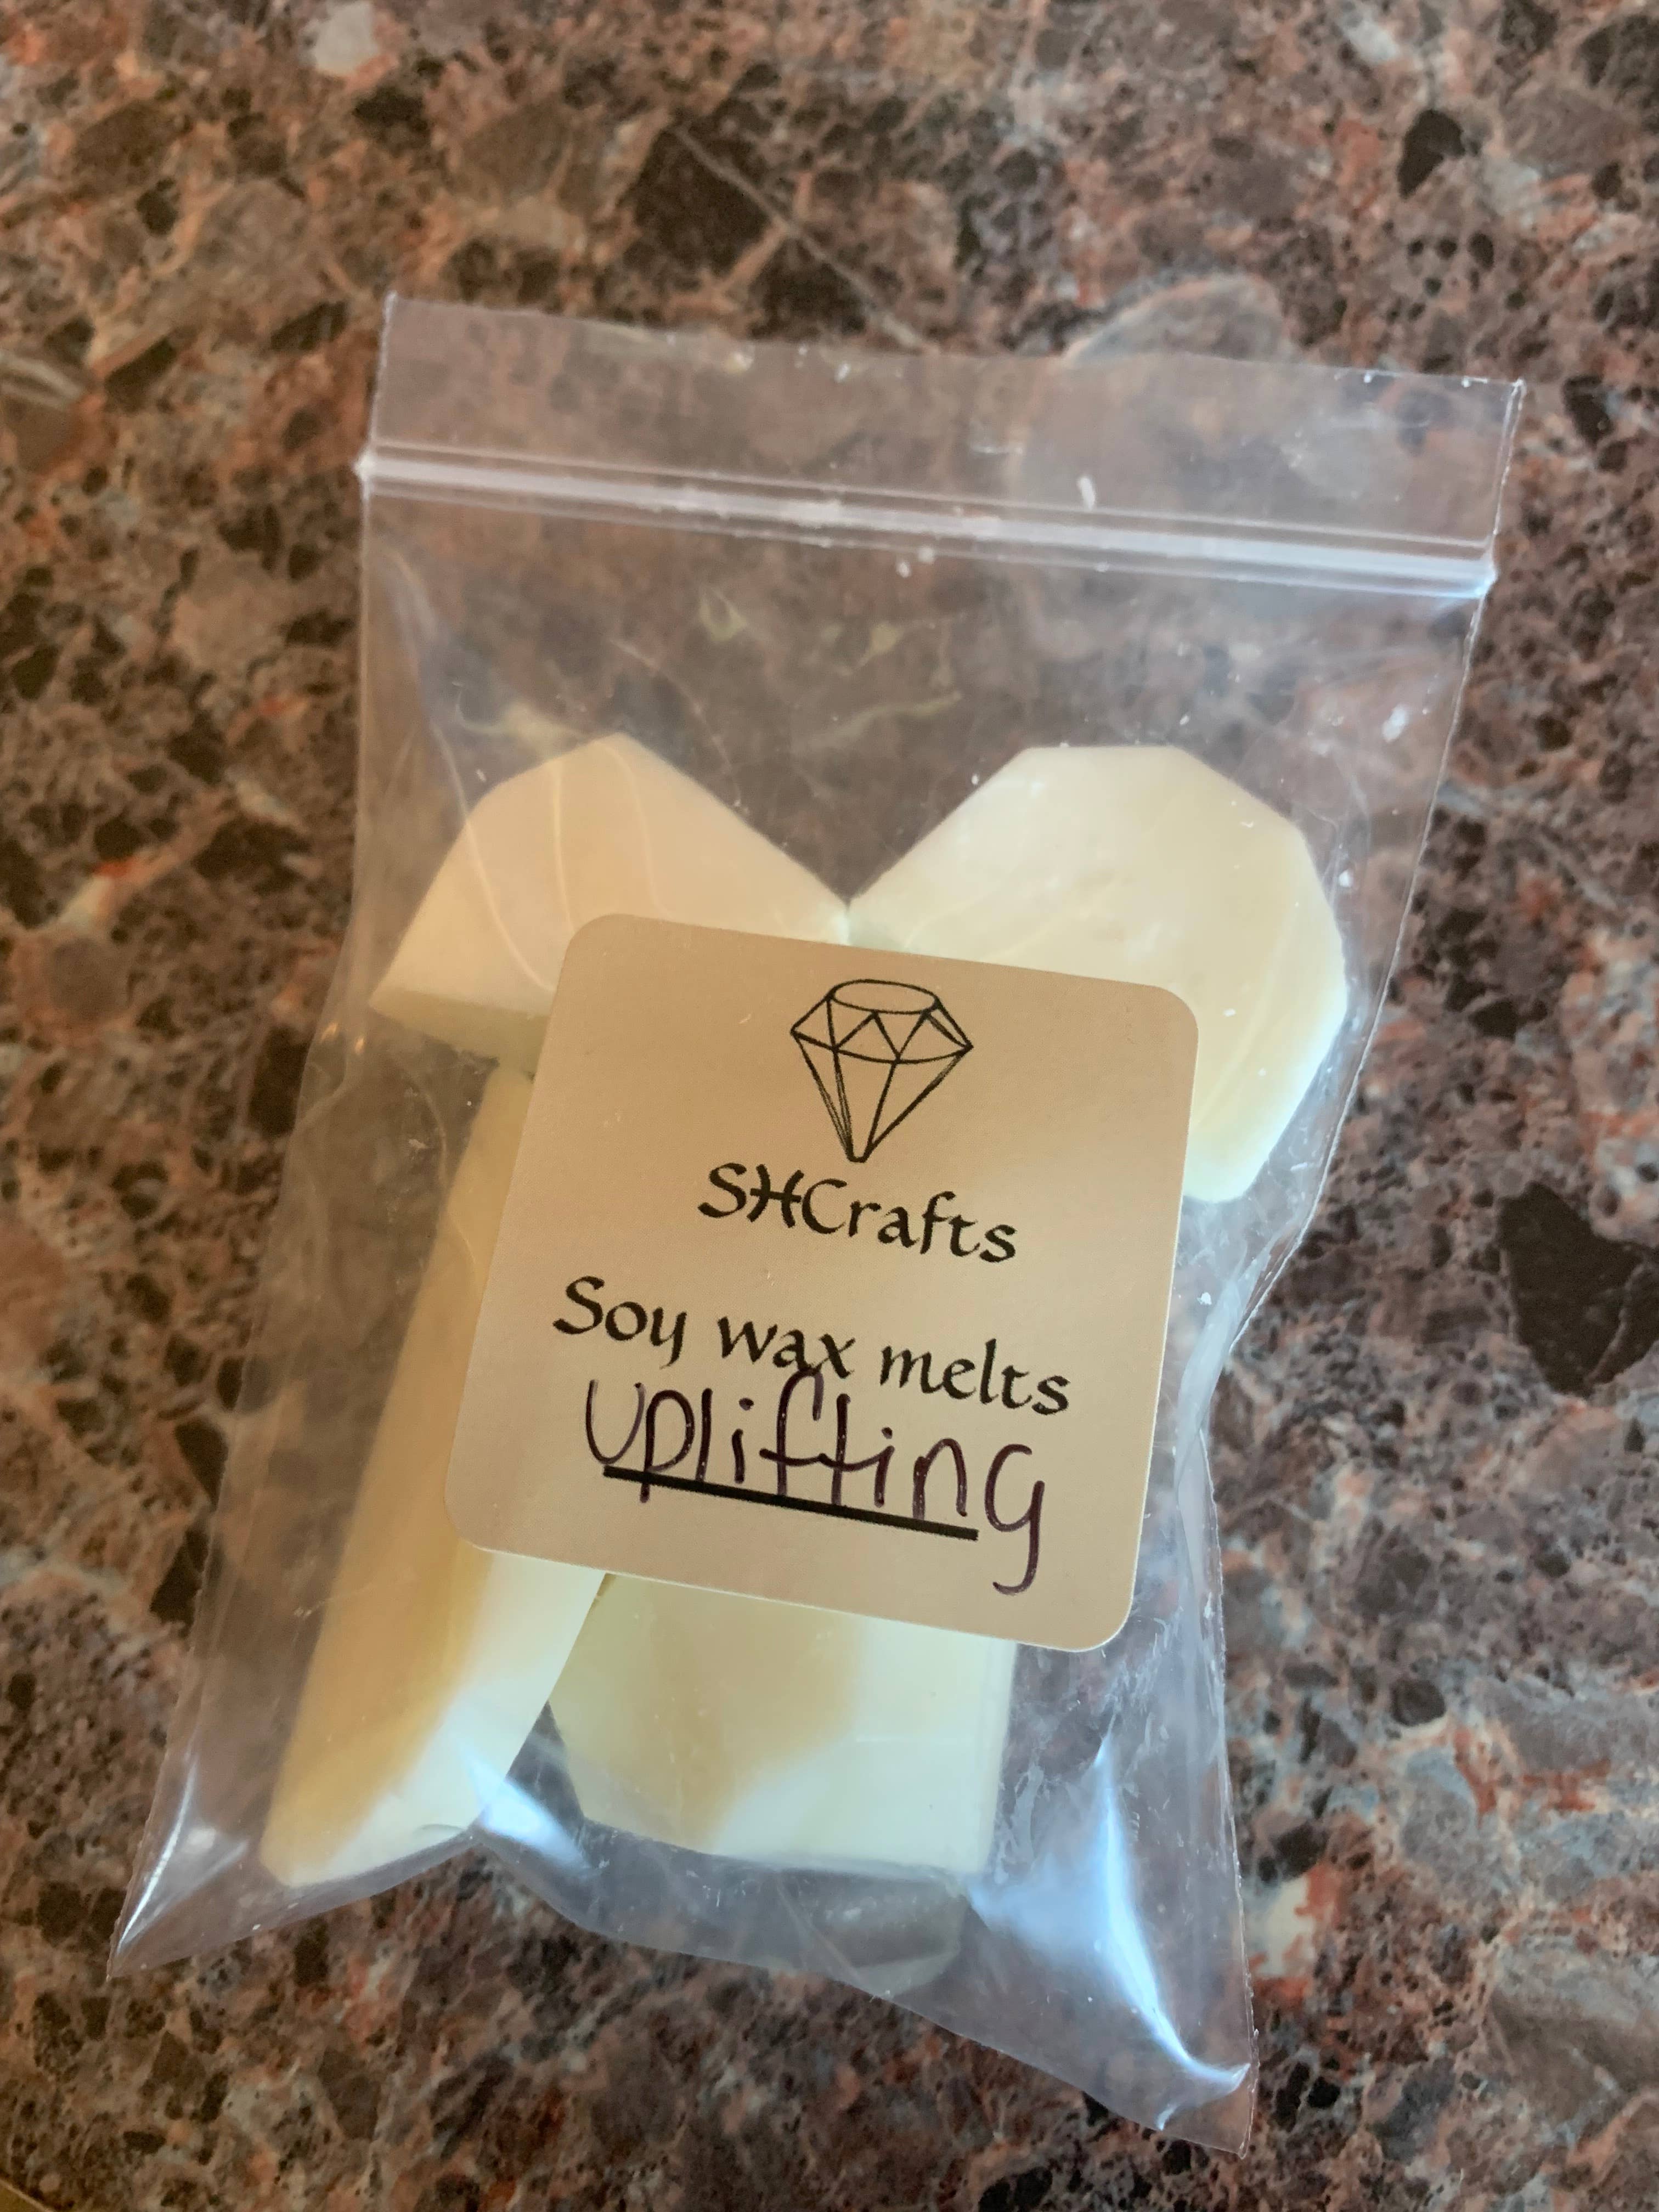 SHCrafts
Soy wax melts
Uplifting